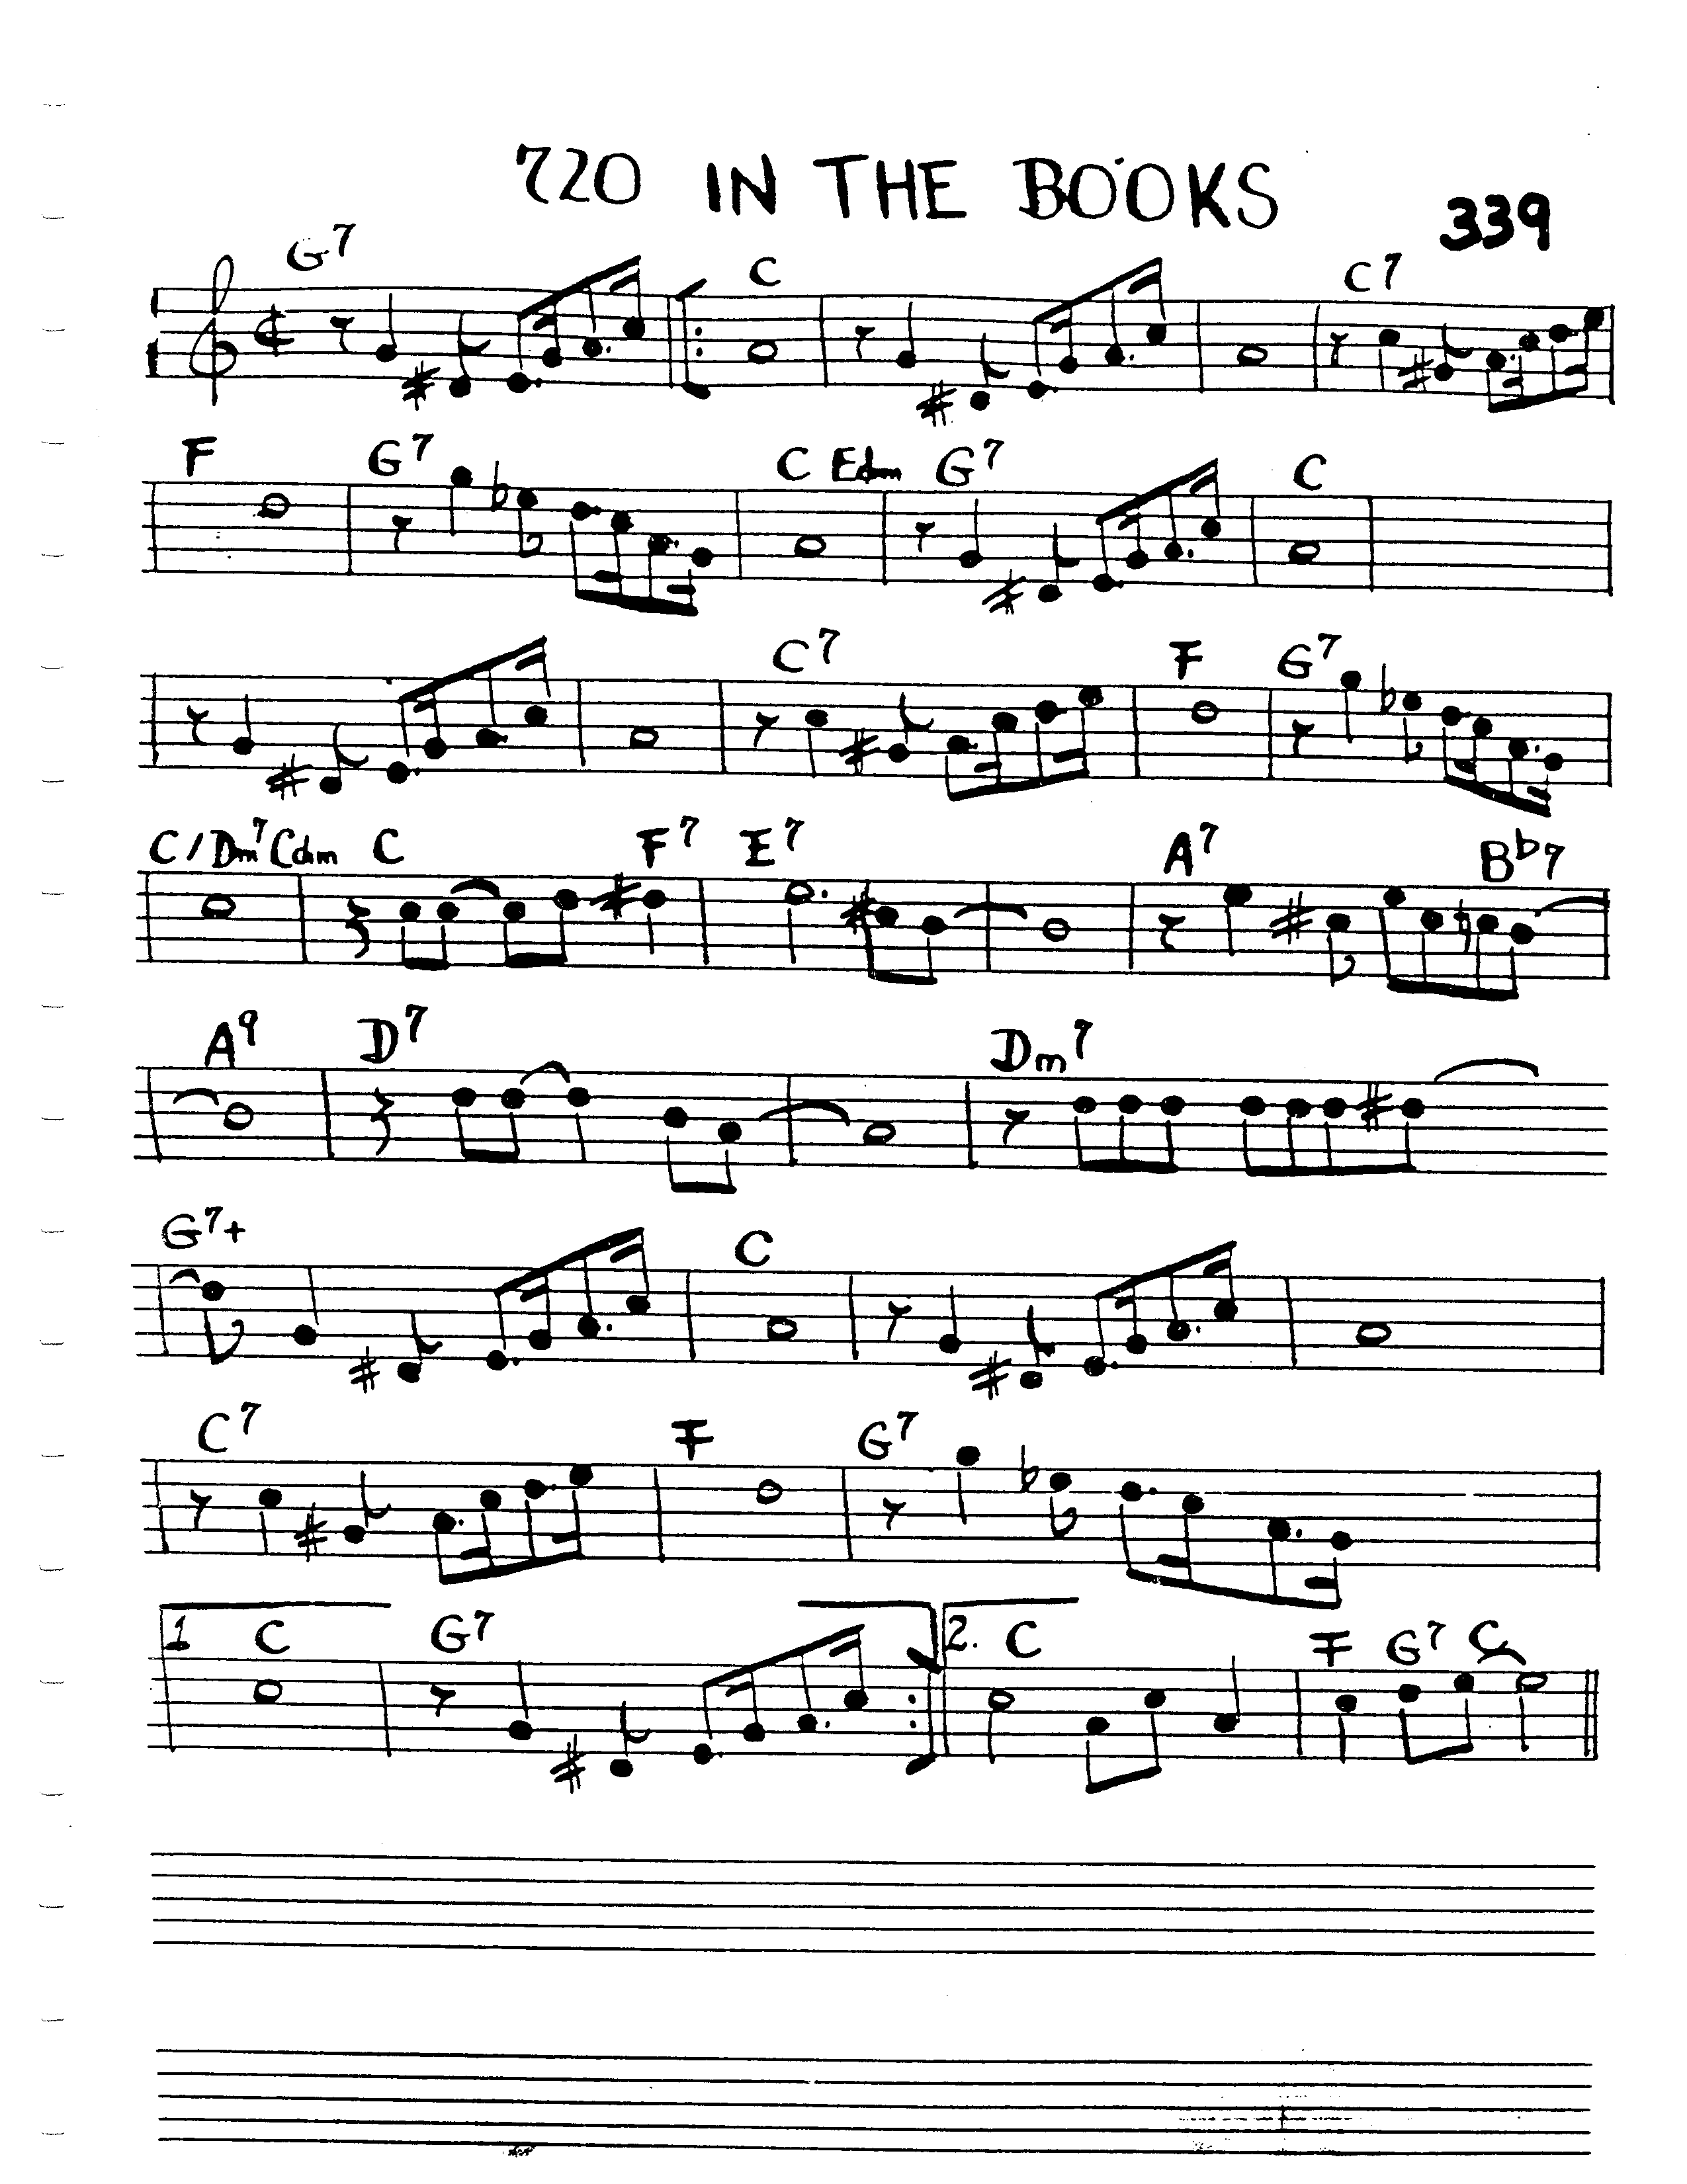 720 IN THE BOOKS
339
G7 C C7
F G7 C Edim G7 C
C7 F G7
C / Dm7 Cdim C F7 E7 A7 Bb7
A9 D7 Dm7
G7+ C
C7 F G7
1 C G7 2. C F G7 C